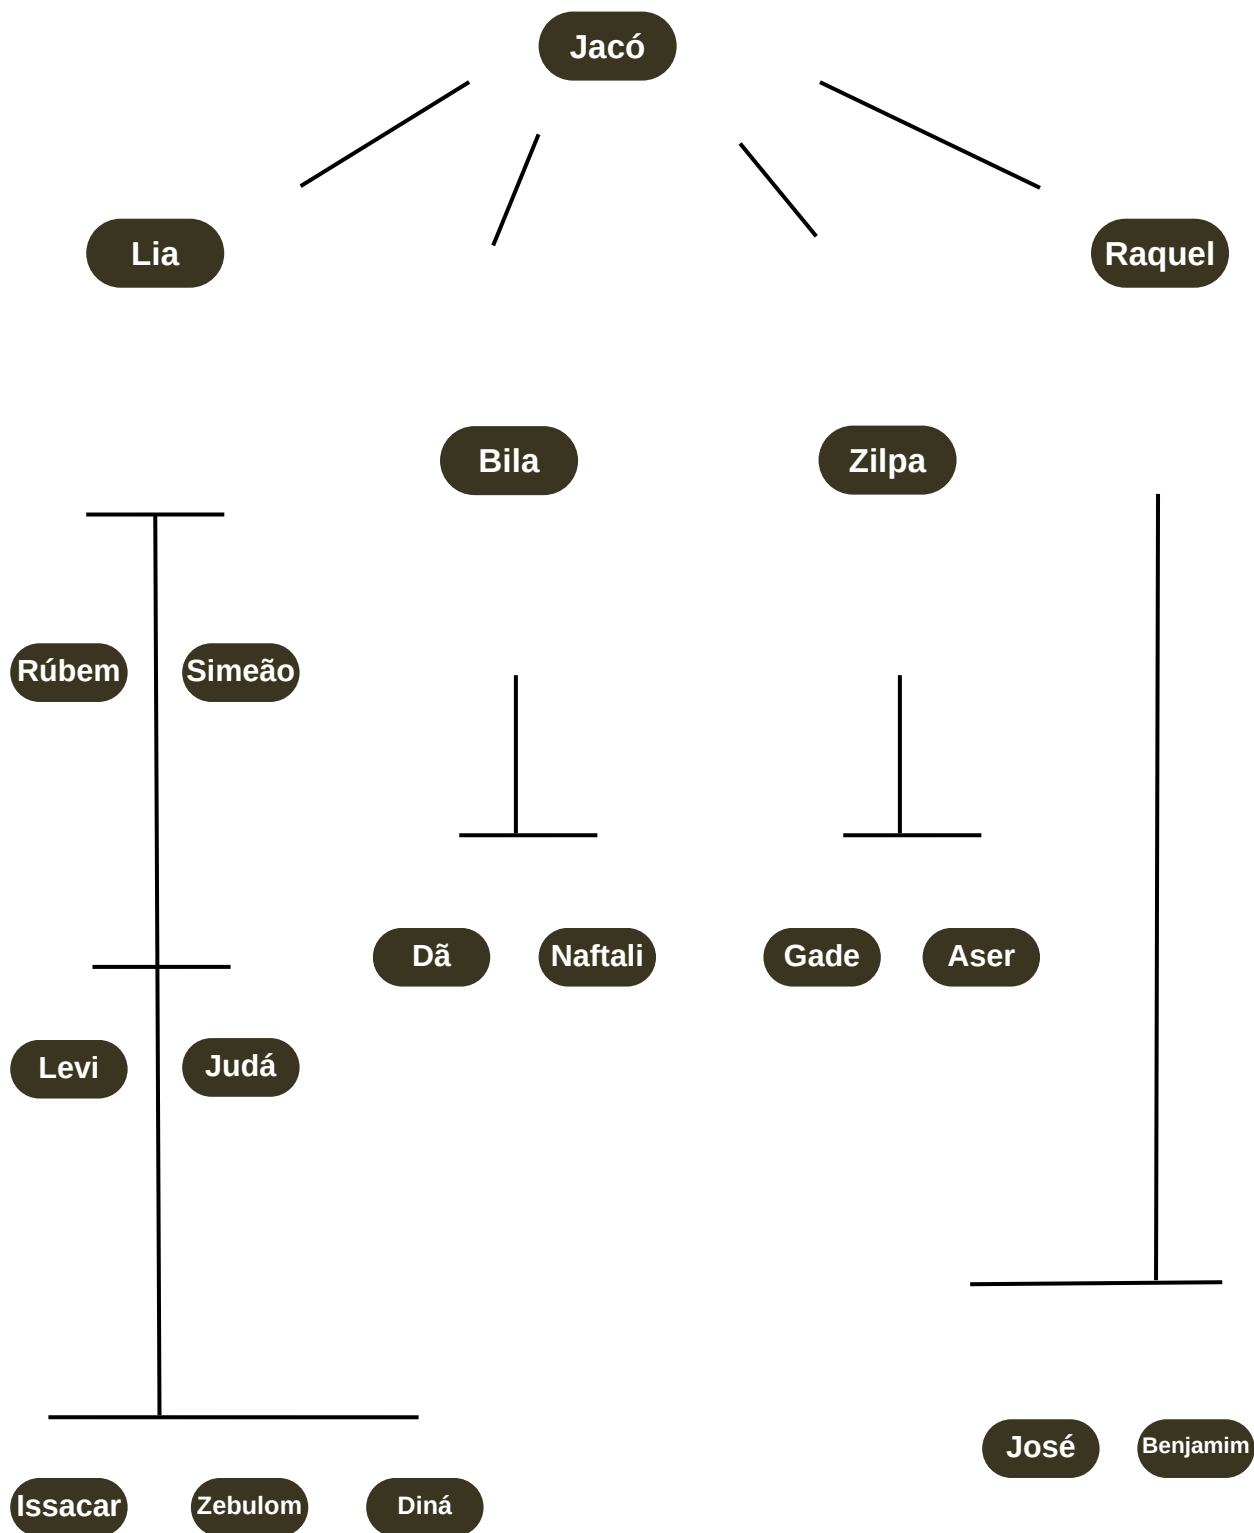 Jacó
Lia
Raquel
Bila
Zilpa
Rúbem
Simeão
Dã
Naftali
Gade
Aser
Levi
Judá
José
Benjamim
Issacar
Zebulom
Diná